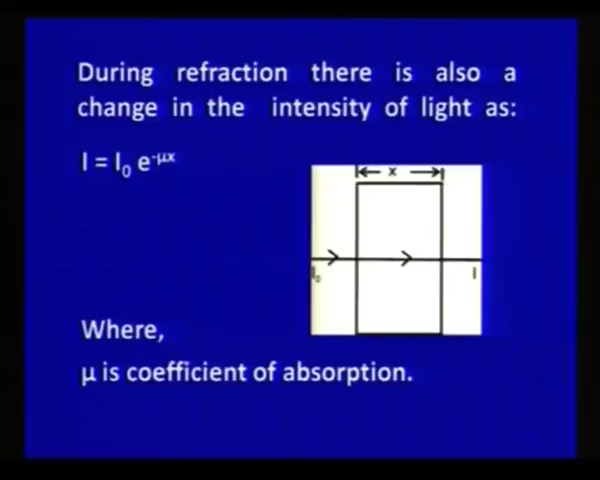 During refraction there is also a
change in the intensity of light as:
I = I₀ e⁻ᵘˣ
x
I₀
I
Where,
μ is coefficient of absorption.